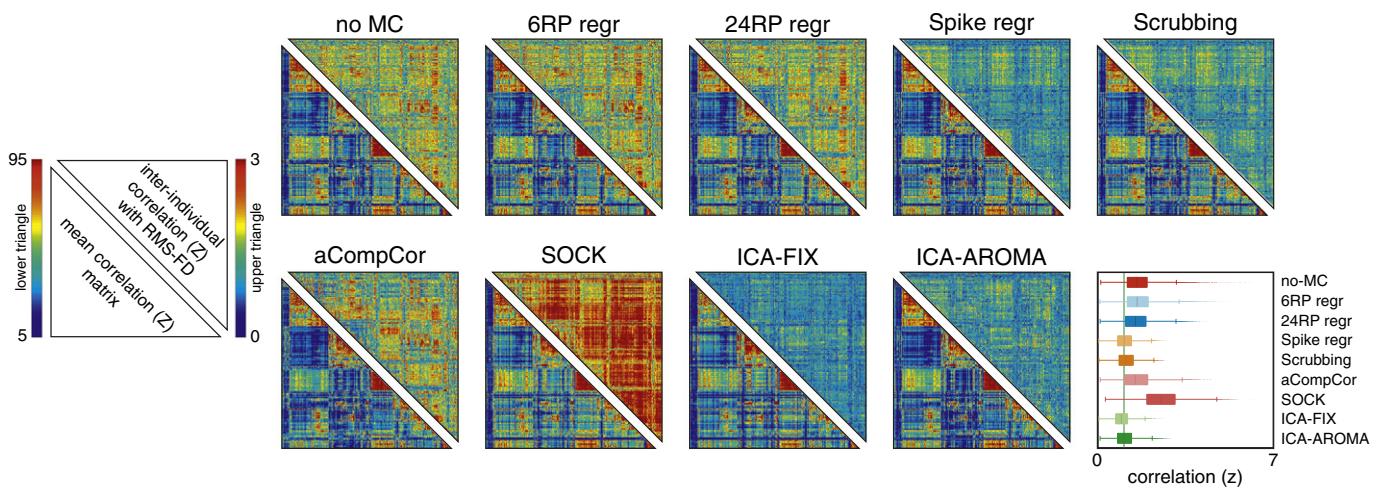 no MC
6RP regr
24RP regr
Spike regr
Scrubbing
95
5
lower triangle
inter-individual
correlation (Z)
with RMS-FD
mean correlation (Z)
matrix
3
0
upper triangle
aCompCor
SOCK
ICA-FIX
ICA-AROMA
no-MC
6RP regr
24RP regr
Spike regr
Scrubbing
aCompCor
SOCK
ICA-FIX
ICA-AROMA
0
7
correlation (z)